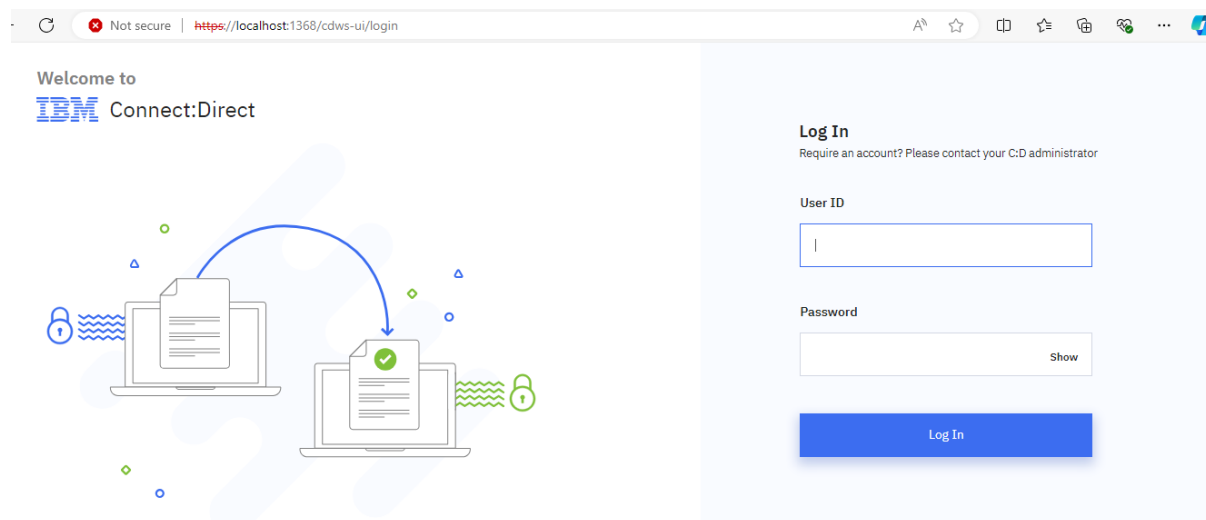 Not secure
https://localhost:1368/cdws-ui/login
Welcome to
IBM Connect:Direct
Log In
Require an account? Please contact your C:D administrator
User ID
Password
Show
Log In